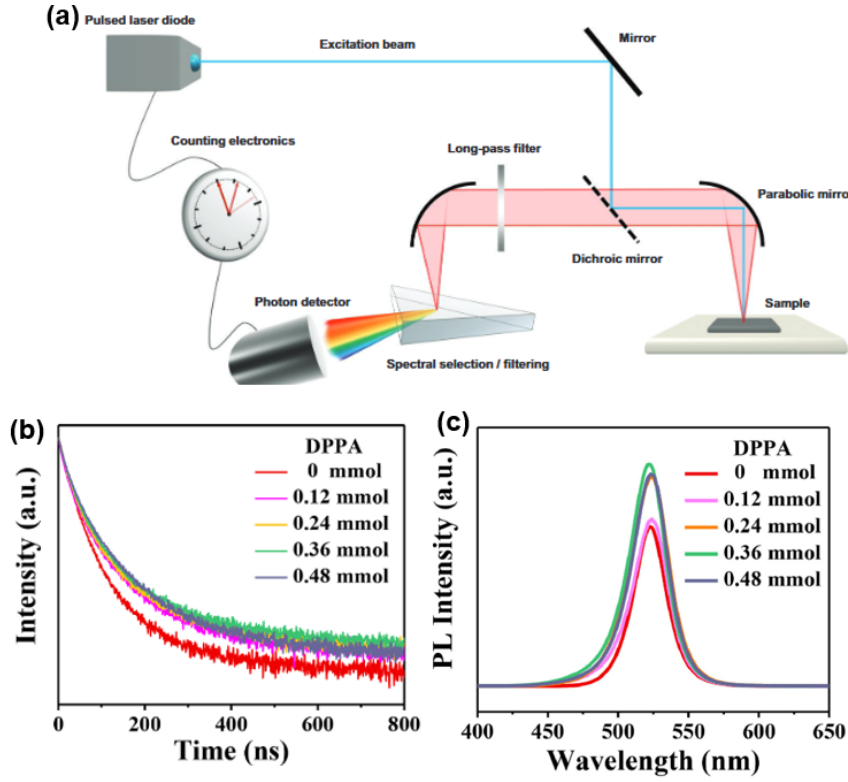 (a)
Pulsed laser diode
Excitation beam
Mirror
Counting electronics
Long-pass filter
Parabolic mirror
Dichroic mirror
Photon detector
Sample
Spectral selection / filtering
(b)
DPPA
0 mmol
0.12 mmol
0.24 mmol
0.36 mmol
0.48 mmol
Intensity (a.u.)
0 200 400 600 800
Time (ns)
(c)
DPPA
0 mmol
0.12 mmol
0.24 mmol
0.36 mmol
0.48 mmol
PL Intensity (a.u.)
400 450 500 550 600 650
Wavelength (nm)